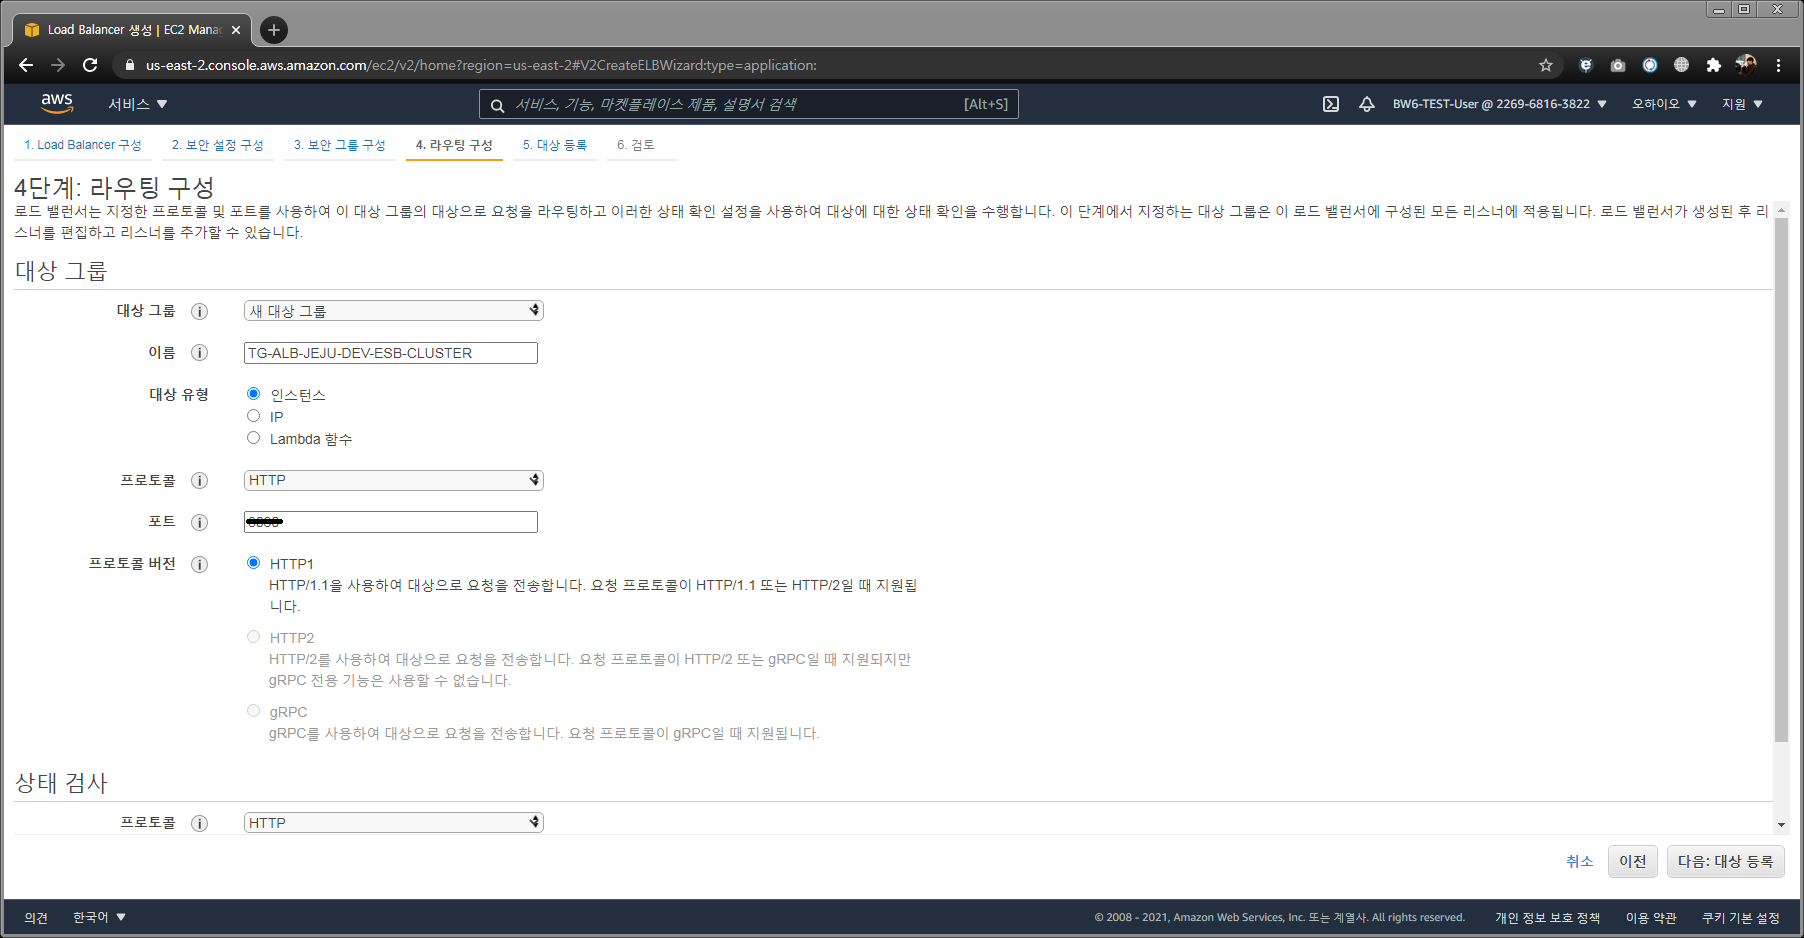 Load Balancer 생성 | EC2 Mana
us-east-2.console.aws.amazon.com/ec2/v2/home?region=us-east-2#V2CreateELBWizard:type=application:
aws
서비스
서비스, 기능, 마켓플레이스 제품, 설명서 검색
[Alt+S]
BW6-TEST-User @ 2269-6816-3822
오하이오
지원
1. Load Balancer 구성
2. 보안 설정 구성
3. 보안 그룹 구성
4. 라우팅 구성
5. 대상 등록
6. 검토
4단계: 라우팅 구성
로드 밸런서는 지정한 프로토콜 및 포트를 사용하여 이 대상 그룹의 대상으로 요청을 라우팅하고 이러한 상태 확인 설정을 사용하여 대상에 대한 상태 확인을 수행합니다. 이 단계에서 지정하는 대상 그룹은 이 로드 밸런서에 구성된 모든 리스너에 적용됩니다. 로드 밸런서가 생성된 후 리
스너를 편집하고 리스너를 추가할 수 있습니다.
대상 그룹
대상 그룹
새 대상 그룹
이름
TG-ALB-JEJU-DEV-ESB-CLUSTER
대상 유형
인스턴스
IP
Lambda 함수
프로토콜
HTTP
포트
프로토콜 버전
HTTP1
HTTP/1.1을 사용하여 대상으로 요청을 전송합니다. 요청 프로토콜이 HTTP/1.1 또는 HTTP/2일 때 지원됩
니다.
HTTP2
HTTP/2를 사용하여 대상으로 요청을 전송합니다. 요청 프로토콜이 HTTP/2 또는 gRPC일 때 지원되지만
gRPC 전용 기능은 사용할 수 없습니다.
gRPC
gRPC를 사용하여 대상으로 요청을 전송합니다. 요청 프로토콜이 gRPC일 때 지원됩니다.
상태 검사
프로토콜
HTTP
취소
이전
다음: 대상 등록
의견
한국어
© 2008 - 2021, Amazon Web Services, Inc. 또는 계열사. All rights reserved.
개인 정보 보호 정책
이용 약관
쿠키 기본 설정